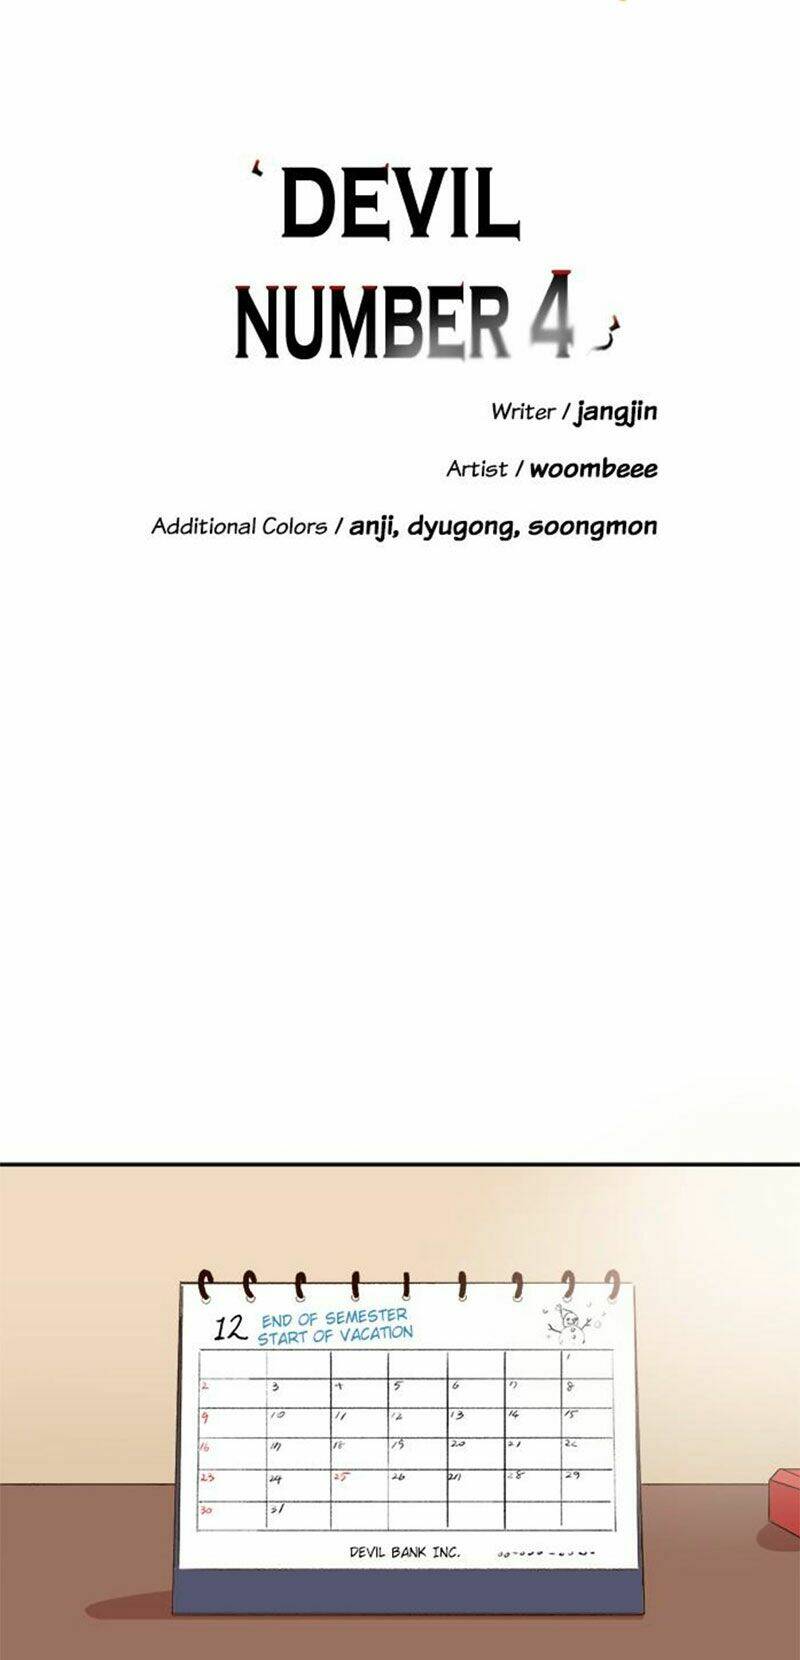 DEVIL
NUMBER 4
Writer / jangjin
Artist / woombeee
Additional Colors / anji, dyugong, soongmon
12 END OF SEMESTER
START OF VACATION
1
2 3 4 5 6 7 8
9 10 11 12 13 14 15
16 17 18 19 20 21 22
23 24 25 26 27 28 29
30 31
DEVIL BANK INC.